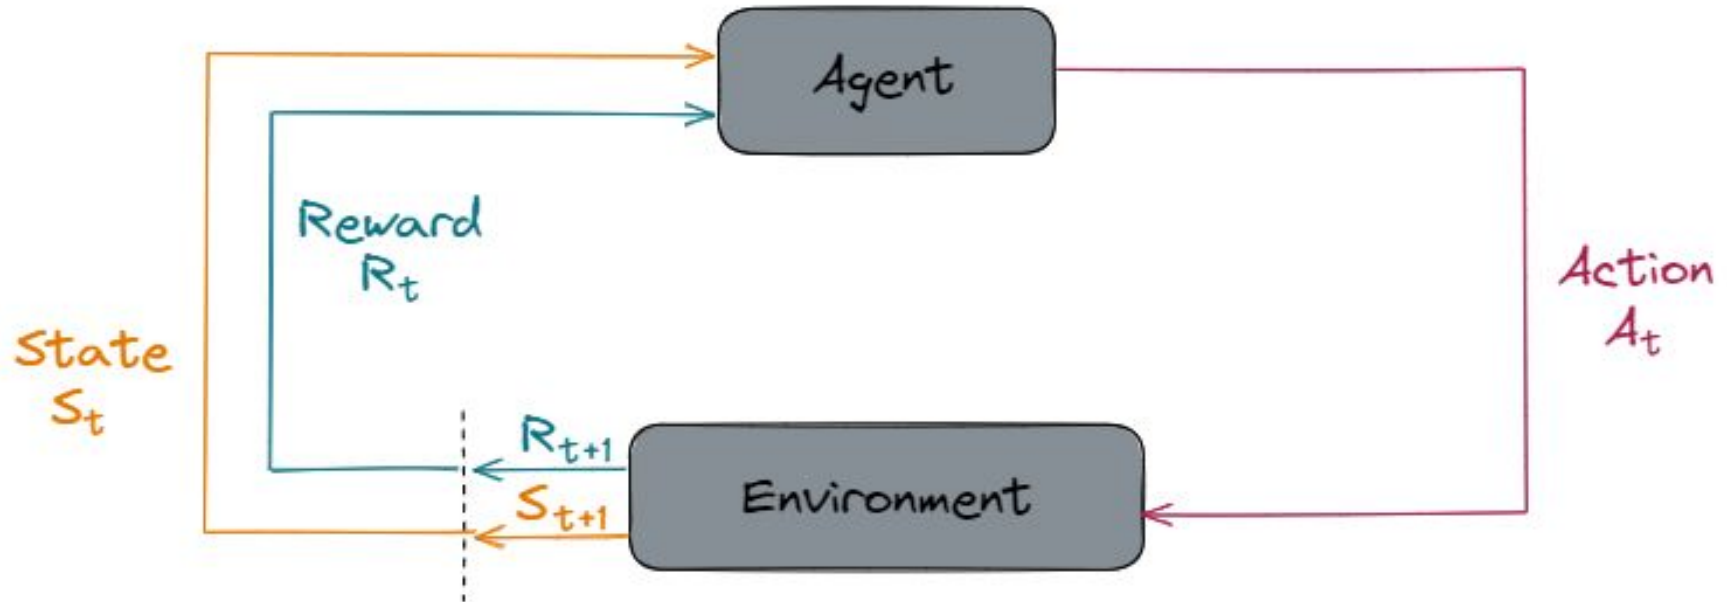 Agent
Reward
Rt
Action
At
State
St
Rt+1
St+1
Environment